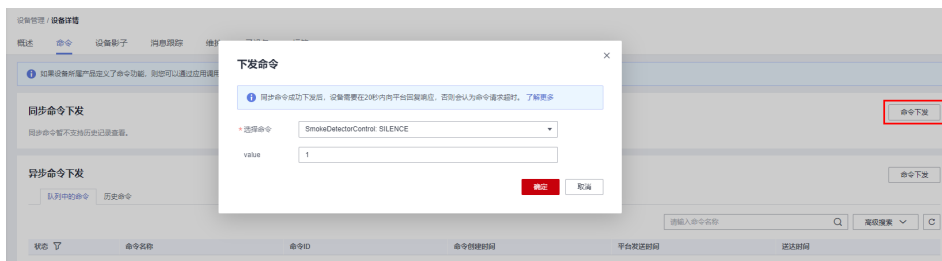 设备管理 / 设备详情
概述 命令 设备影子 消息跟踪
下发命令
如果设备所属产品定义了命令功能，则您可以通过应用调用
同步命令成功下发后，设备需要在20秒内向平台回复响应，否则会认为命令请求超时。 了解更多
同步命令下发
命令下发
同步命令暂不支持历史记录查看。
* 选择命令 SmokeDetectorControl: SILENCE
value 1
异步命令下发
命令下发
确定 取消
队列中的命令 历史命令
请输入命令名称 高级搜索
状态 命令名称 命令ID 命令创建时间 平台发送时间 送达时间